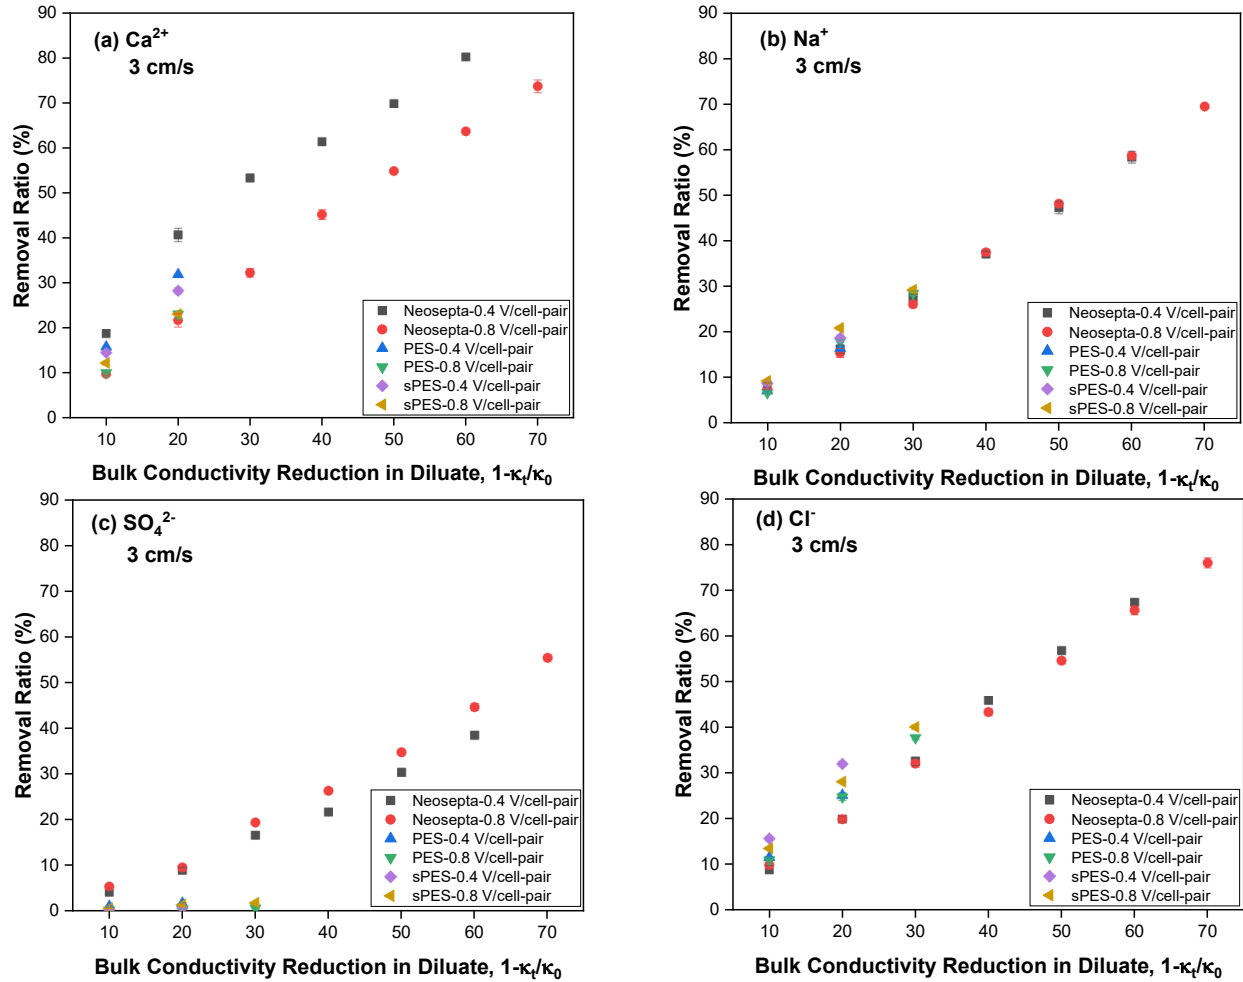 (a) Ca²⁺
3 cm/s
Removal Ratio (%)
90
80
70
60
50
40
30
20
10
0
Neosepta-0.4 V/cell-pair
Neosepta-0.8 V/cell-pair
PES-0.4 V/cell-pair
PES-0.8 V/cell-pair
sPES-0.4 V/cell-pair
sPES-0.8 V/cell-pair
10 20 30 40 50 60 70
Bulk Conductivity Reduction in Diluate, 1-κₜ/κ₀
(b) Na⁺
3 cm/s
Removal Ratio (%)
90
80
70
60
50
40
30
20
10
0
Neosepta-0.4 V/cell-pair
Neosepta-0.8 V/cell-pair
PES-0.4 V/cell-pair
PES-0.8 V/cell-pair
sPES-0.4 V/cell-pair
sPES-0.8 V/cell-pair
10 20 30 40 50 60 70
Bulk Conductivity Reduction in Diluate, 1-κₜ/κ₀
(c) SO₄²⁻
3 cm/s
Removal Ratio (%)
90
80
70
60
50
40
30
20
10
0
Neosepta-0.4 V/cell-pair
Neosepta-0.8 V/cell-pair
PES-0.4 V/cell-pair
PES-0.8 V/cell-pair
sPES-0.4 V/cell-pair
sPES-0.8 V/cell-pair
10 20 30 40 50 60 70
Bulk Conductivity Reduction in Diluate, 1-κₜ/κ₀
(d) Cl⁻
3 cm/s
Removal Ratio (%)
90
80
70
60
50
40
30
20
10
0
Neosepta-0.4 V/cell-pair
Neosepta-0.8 V/cell-pair
PES-0.4 V/cell-pair
PES-0.8 V/cell-pair
sPES-0.4 V/cell-pair
sPES-0.8 V/cell-pair
10 20 30 40 50 60 70
Bulk Conductivity Reduction in Diluate, 1-κₜ/κ₀